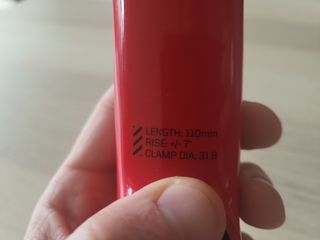 LENGTH: 110mm
RISE: +/- 7°
CLAMP DIA: 31.8